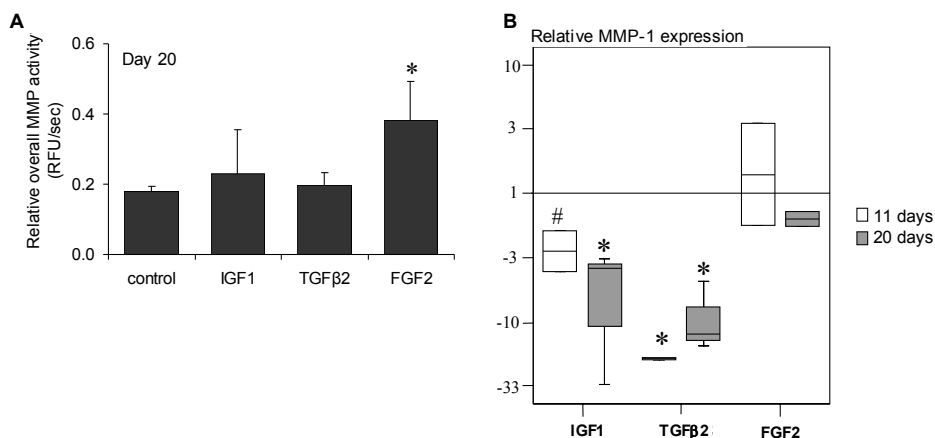 A
Relative overall MMP activity
(RFU/sec)
0.6
0.4
0.2
0.0
Day 20
*
control
IGF1
TGFβ2
FGF2
B
Relative MMP-1 expression
10
3
1
-3
-10
-33
#
*
*
*
IGF1
TGFβ2
FGF2
11 days
20 days